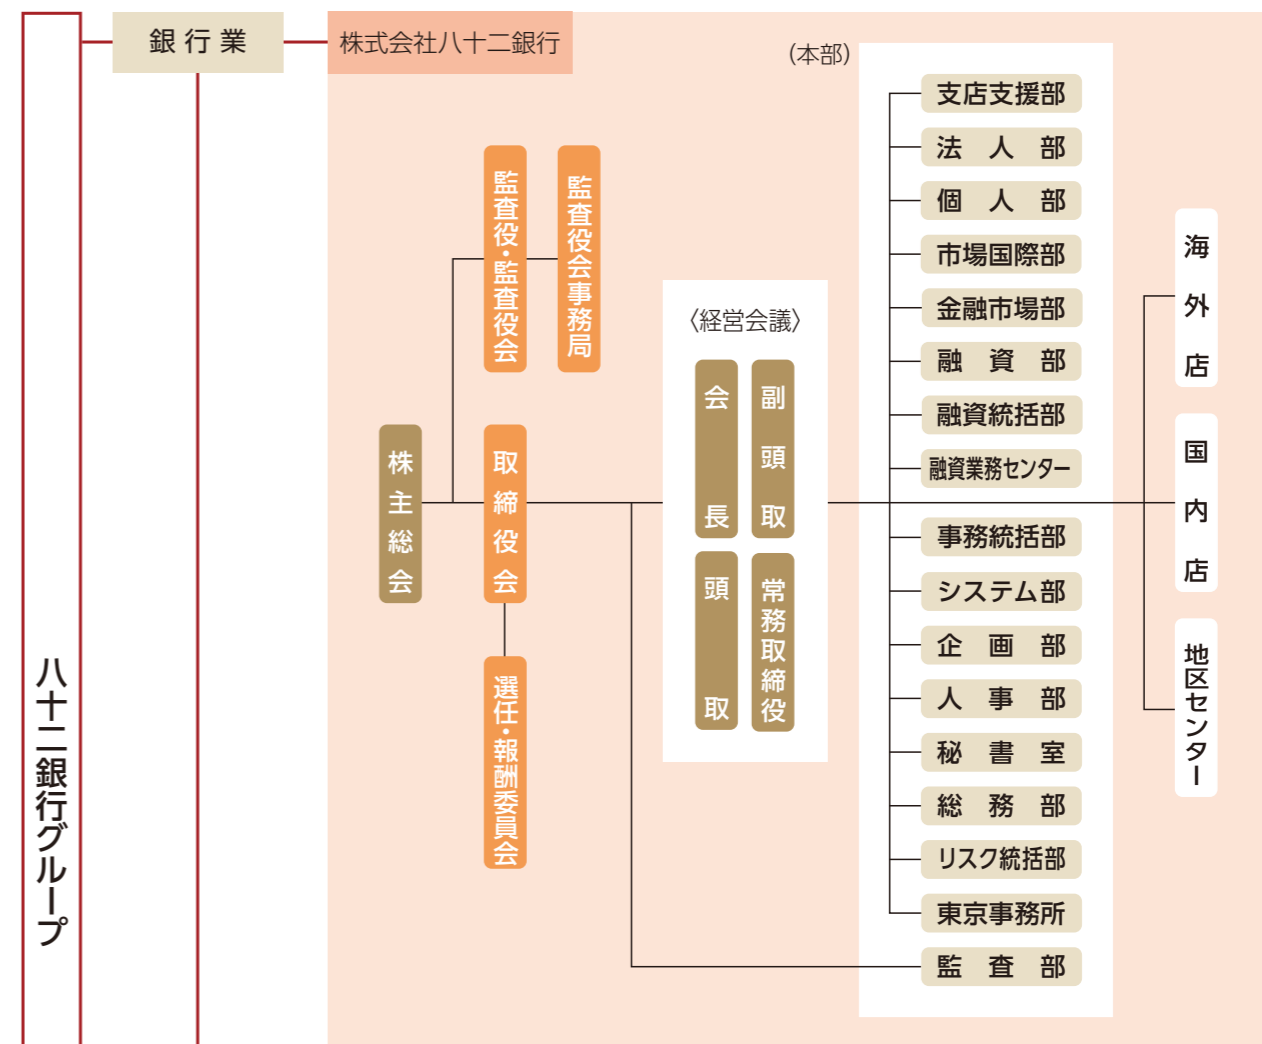 八十二銀行グループ
銀行業
株式会社八十二銀行
株主総会
監査役・監査役会
監査役会事務局
取締役会
選任・報酬委員会
〈経営会議〉
会長
副頭取
頭取
常務取締役
(本部)
支店支援部
法人部
個人部
市場国際部
金融市場部
融資部
融資統括部
融資業務センター
事務統括部
システム部
企画部
人事部
秘書室
総務部
リスク統括部
東京事務所
監査部
海外店
国内店
地区センター